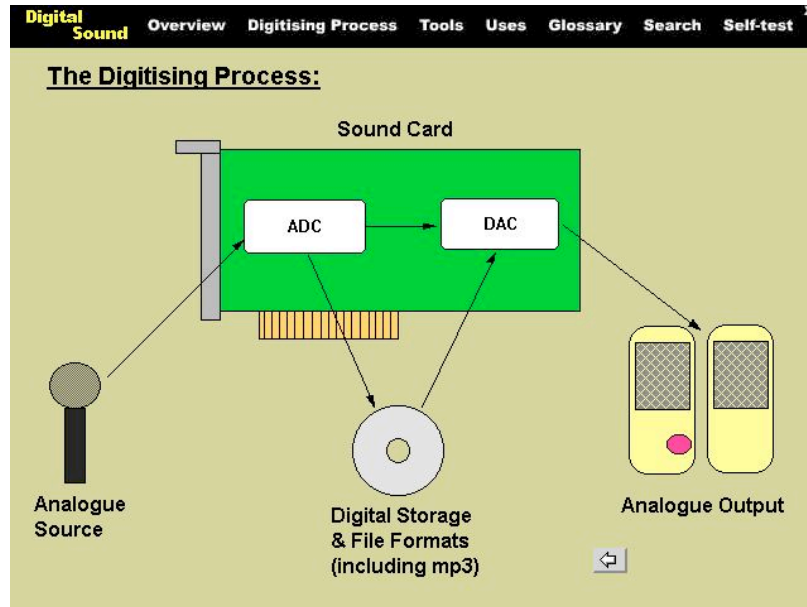 Digital Sound
Overview Digitising Process Tools Uses Glossary Search Self-test
The Digitising Process:
Sound Card
ADC
DAC
Analogue
Source
Digital Storage
& File Formats
(including mp3)
Analogue Output